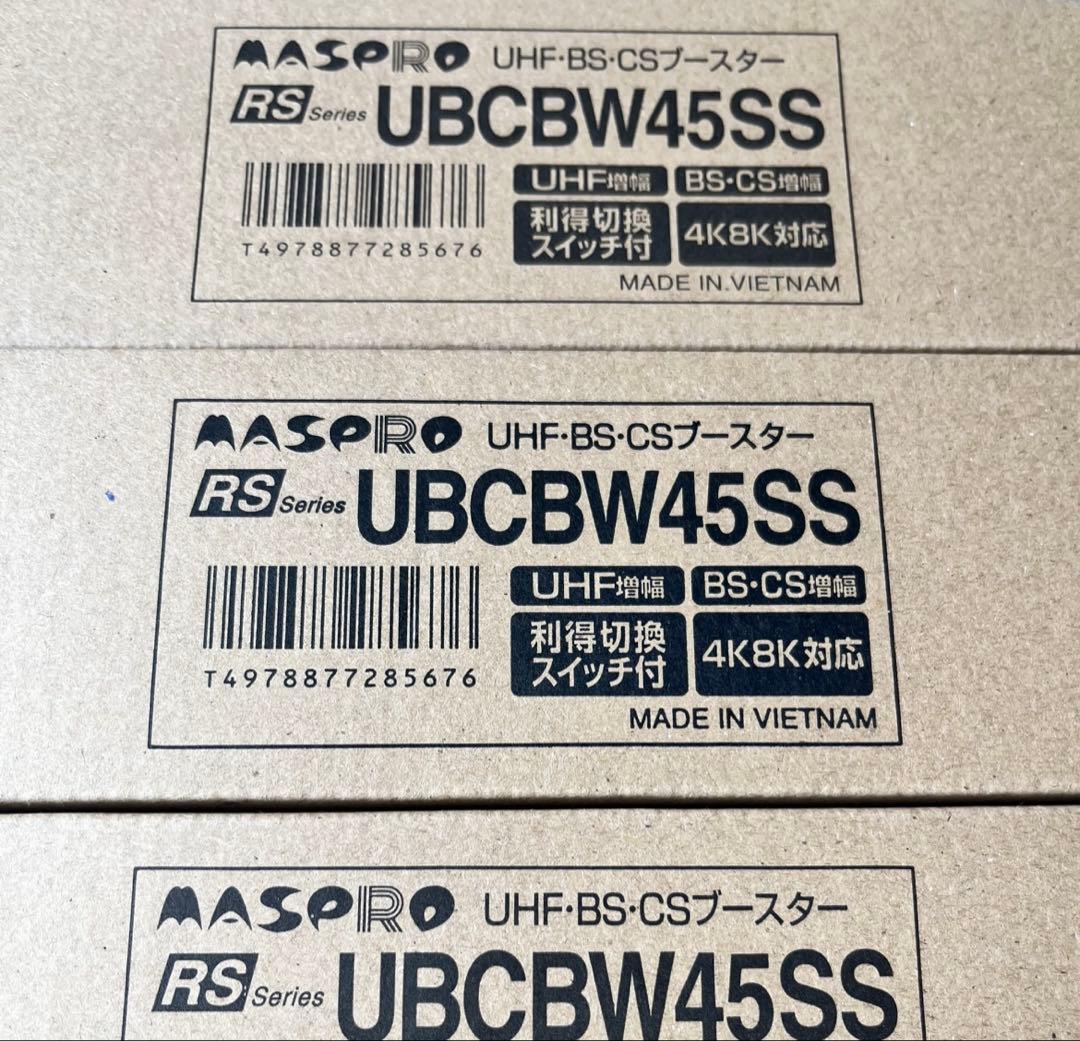 MASPRO UHF・BS・CSブースター
RS Series UBCBW45SS
UHF増幅 BS・CS増幅
利得切換
スイッチ付
4K8K対応
T4978877285676
MADE IN VIETNAM
MASPRO UHF・BS・CSブースター
RS Series UBCBW45SS
UHF増幅 BS・CS増幅
利得切換
スイッチ付
4K8K対応
T4978877285676
MADE IN VIETNAM
MASPRO UHF・BS・CSブースター
RS Series UBCBW45SS